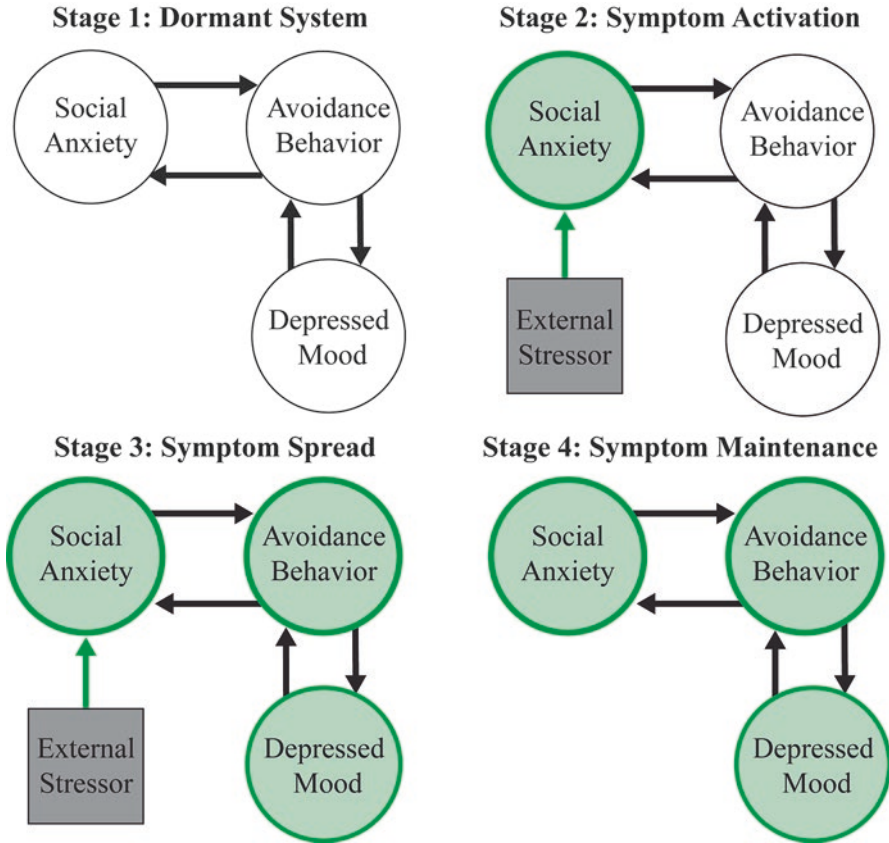 Stage 1: Dormant System
Social
Anxiety
Avoidance
Behavior
Depressed
Mood
Stage 2: Symptom Activation
Social
Anxiety
Avoidance
Behavior
External
Stressor
Depressed
Mood
Stage 3: Symptom Spread
Social
Anxiety
Avoidance
Behavior
External
Stressor
Depressed
Mood
Stage 4: Symptom Maintenance
Social
Anxiety
Avoidance
Behavior
Depressed
Mood